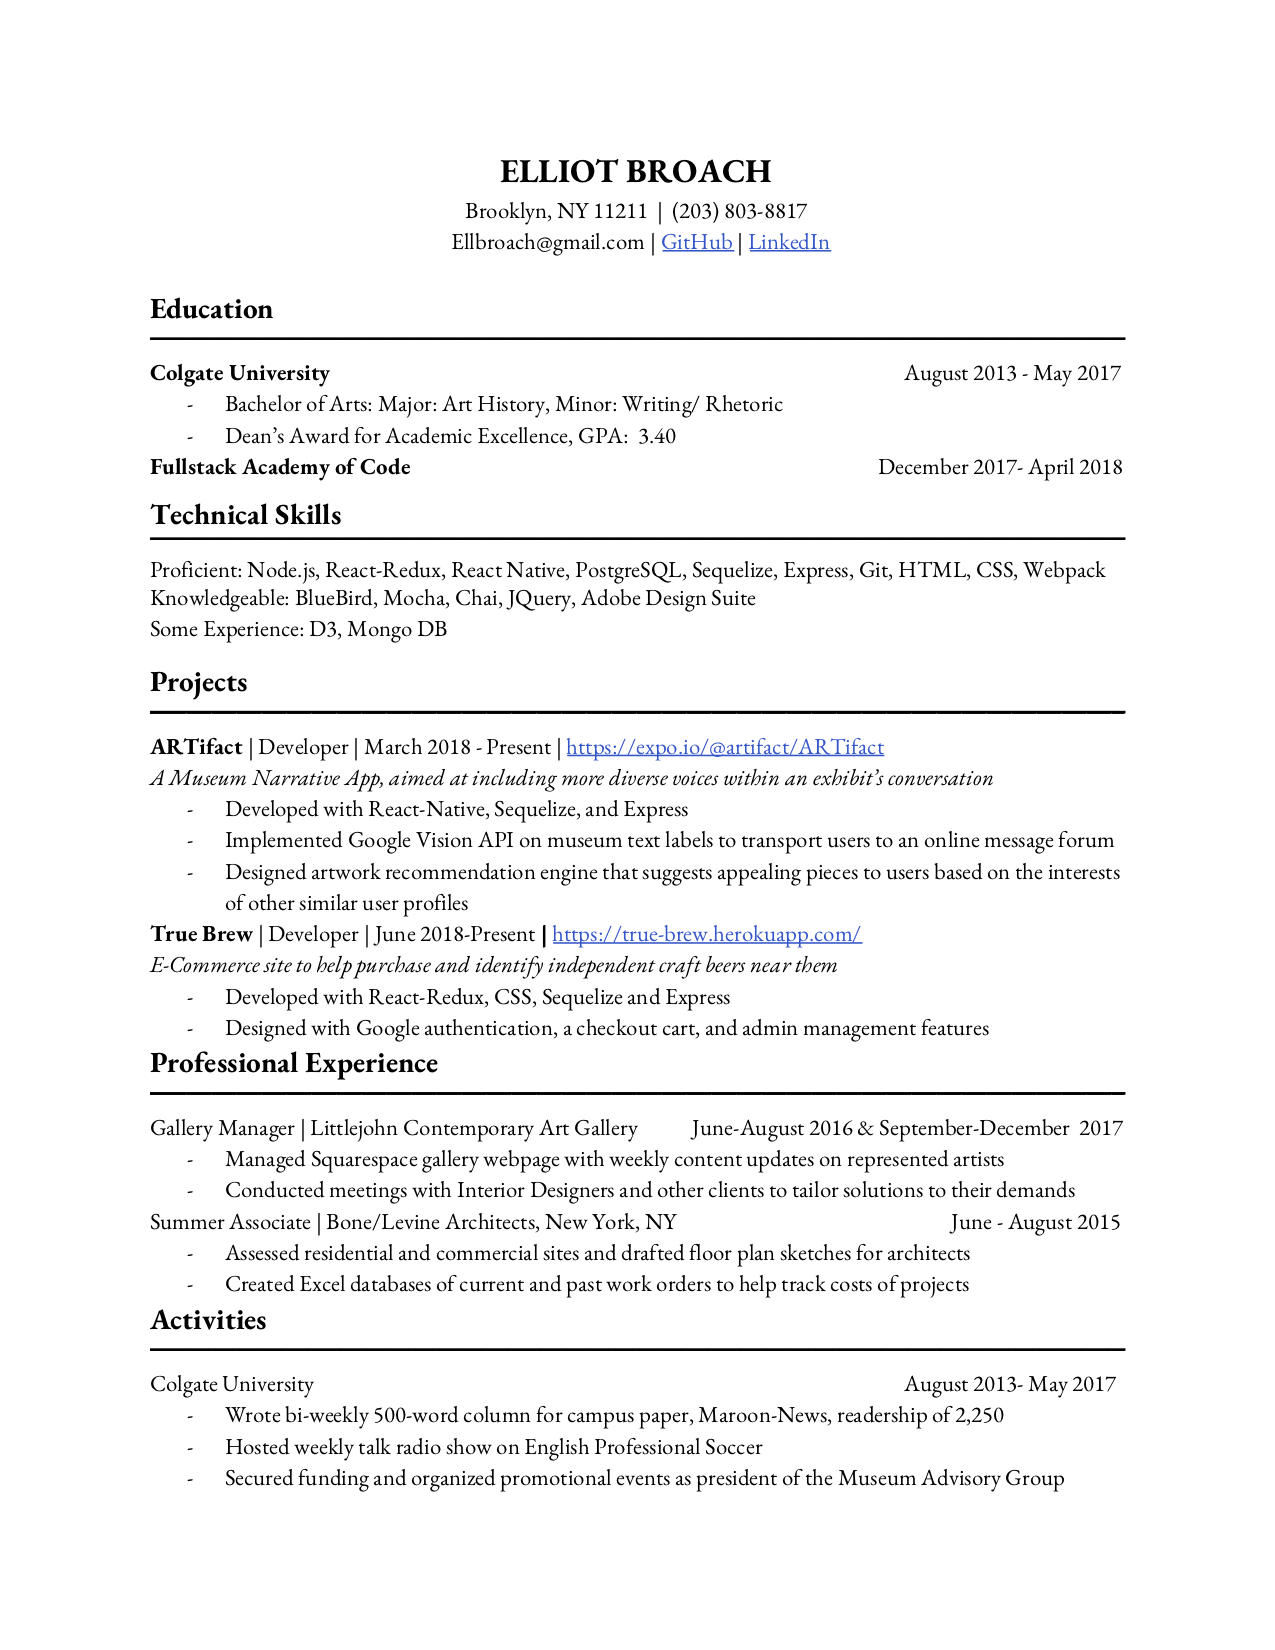 ELLIOT BROACH
Brooklyn, NY 11211 | (203) 803-8817
Ellbroach@gmail.com | GitHub | LinkedIn
Education
Colgate University August 2013 - May 2017
- Bachelor of Arts: Major: Art History, Minor: Writing/ Rhetoric
- Dean’s Award for Academic Excellence, GPA: 3.40
Fullstack Academy of Code December 2017- April 2018
Technical Skills
Proficient: Node.js, React-Redux, React Native, PostgreSQL, Sequelize, Express, Git, HTML, CSS, Webpack
Knowledgeable: BlueBird, Mocha, Chai, JQuery, Adobe Design Suite
Some Experience: D3, Mongo DB
Projects
ARTifact | Developer | March 2018 - Present | https://expo.io/@artifact/ARTifact
A Museum Narrative App, aimed at including more diverse voices within an exhibit’s conversation
- Developed with React-Native, Sequelize, and Express
- Implemented Google Vision API on museum text labels to transport users to an online message forum
- Designed artwork recommendation engine that suggests appealing pieces to users based on the interests
of other similar user profiles
True Brew | Developer | June 2018-Present | https://true-brew.herokuapp.com/
E-Commerce site to help purchase and identify independent craft beers near them
- Developed with React-Redux, CSS, Sequelize and Express
- Designed with Google authentication, a checkout cart, and admin management features
Professional Experience
Gallery Manager | Littlejohn Contemporary Art Gallery June-August 2016 & September-December 2017
- Managed Squarespace gallery webpage with weekly content updates on represented artists
- Conducted meetings with Interior Designers and other clients to tailor solutions to their demands
Summer Associate | Bone/Levine Architects, New York, NY June - August 2015
- Assessed residential and commercial sites and drafted floor plan sketches for architects
- Created Excel databases of current and past work orders to help track costs of projects
Activities
Colgate University August 2013- May 2017
- Wrote bi-weekly 500-word column for campus paper, Maroon-News, readership of 2,250
- Hosted weekly talk radio show on English Professional Soccer
- Secured funding and organized promotional events as president of the Museum Advisory Group